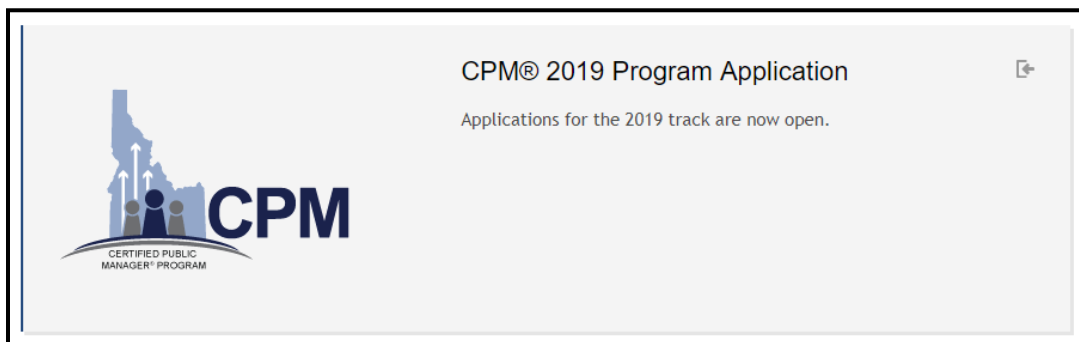 CPM® 2019 Program Application
Applications for the 2019 track are now open.
CPM
CERTIFIED PUBLIC
MANAGER® PROGRAM